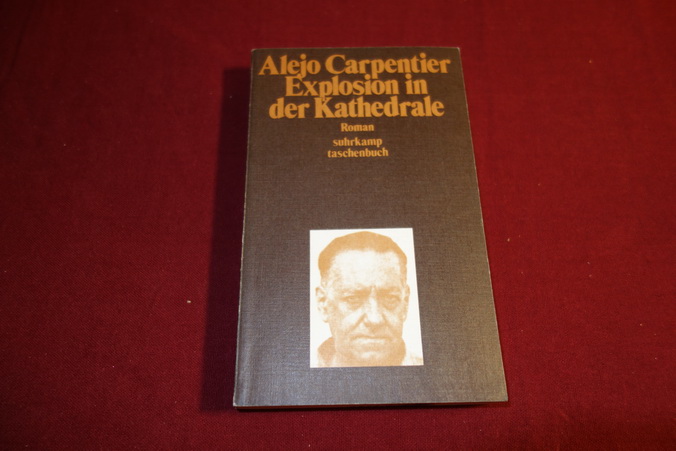 Alejo Carpentier
Explosion in
der Kathedrale
Roman
suhrkamp
taschenbuch